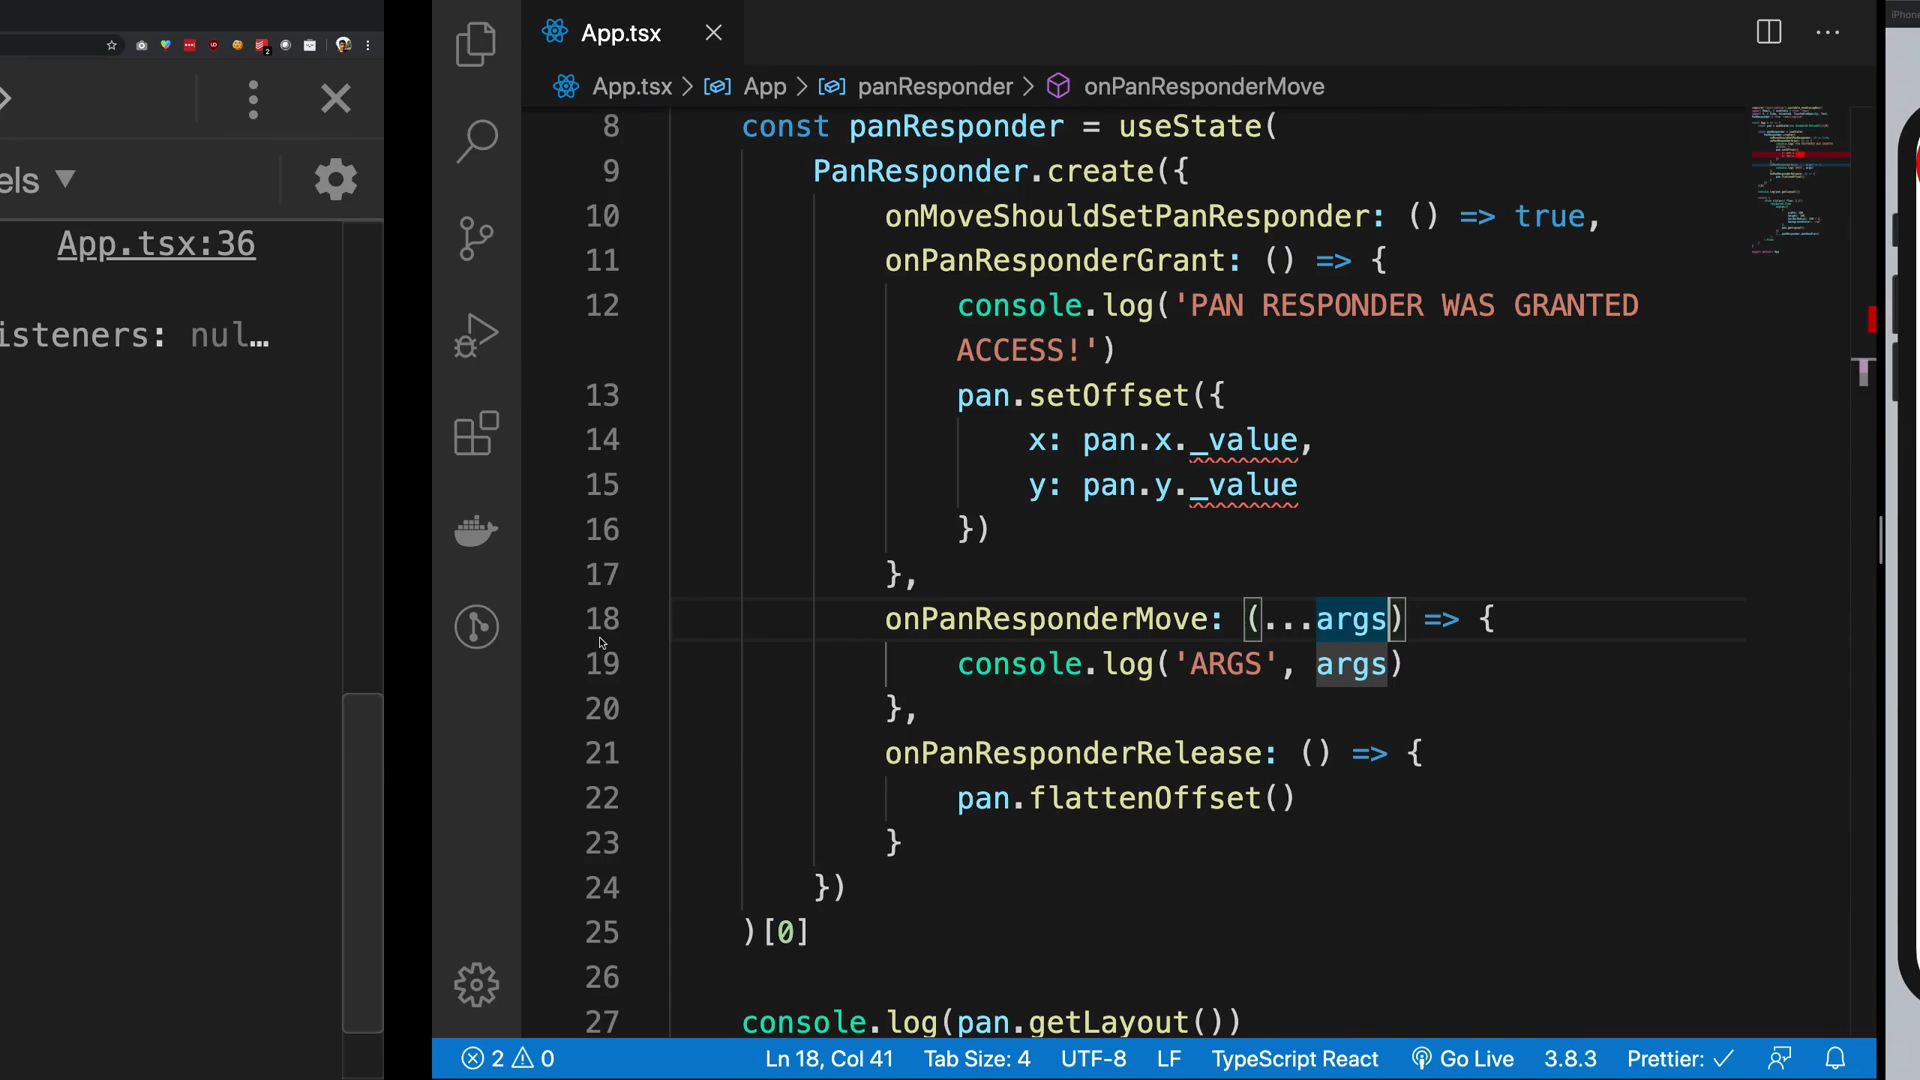 App.tsx
App.tsx > App > panResponder > onPanResponderMove
els
App.tsx:36
isteners: nul…
8 const panResponder = useState(
9 PanResponder.create({
10 onMoveShouldSetPanResponder: () => true,
11 onPanResponderGrant: () => {
12 console.log('PAN RESPONDER WAS GRANTED
ACCESS!')
13 pan.setOffset({
14 x: pan.x._value,
15 y: pan.y._value
16 })
17 },
18 onPanResponderMove: (...args) => {
19 console.log('ARGS', args)
20 },
21 onPanResponderRelease: () => {
22 pan.flattenOffset()
23 }
24 })
25 )[0]
26
27 console.log(pan.getLayout())
2 0 Ln 18, Col 41 Tab Size: 4 UTF-8 LF TypeScript React Go Live 3.8.3 Prettier: ✓